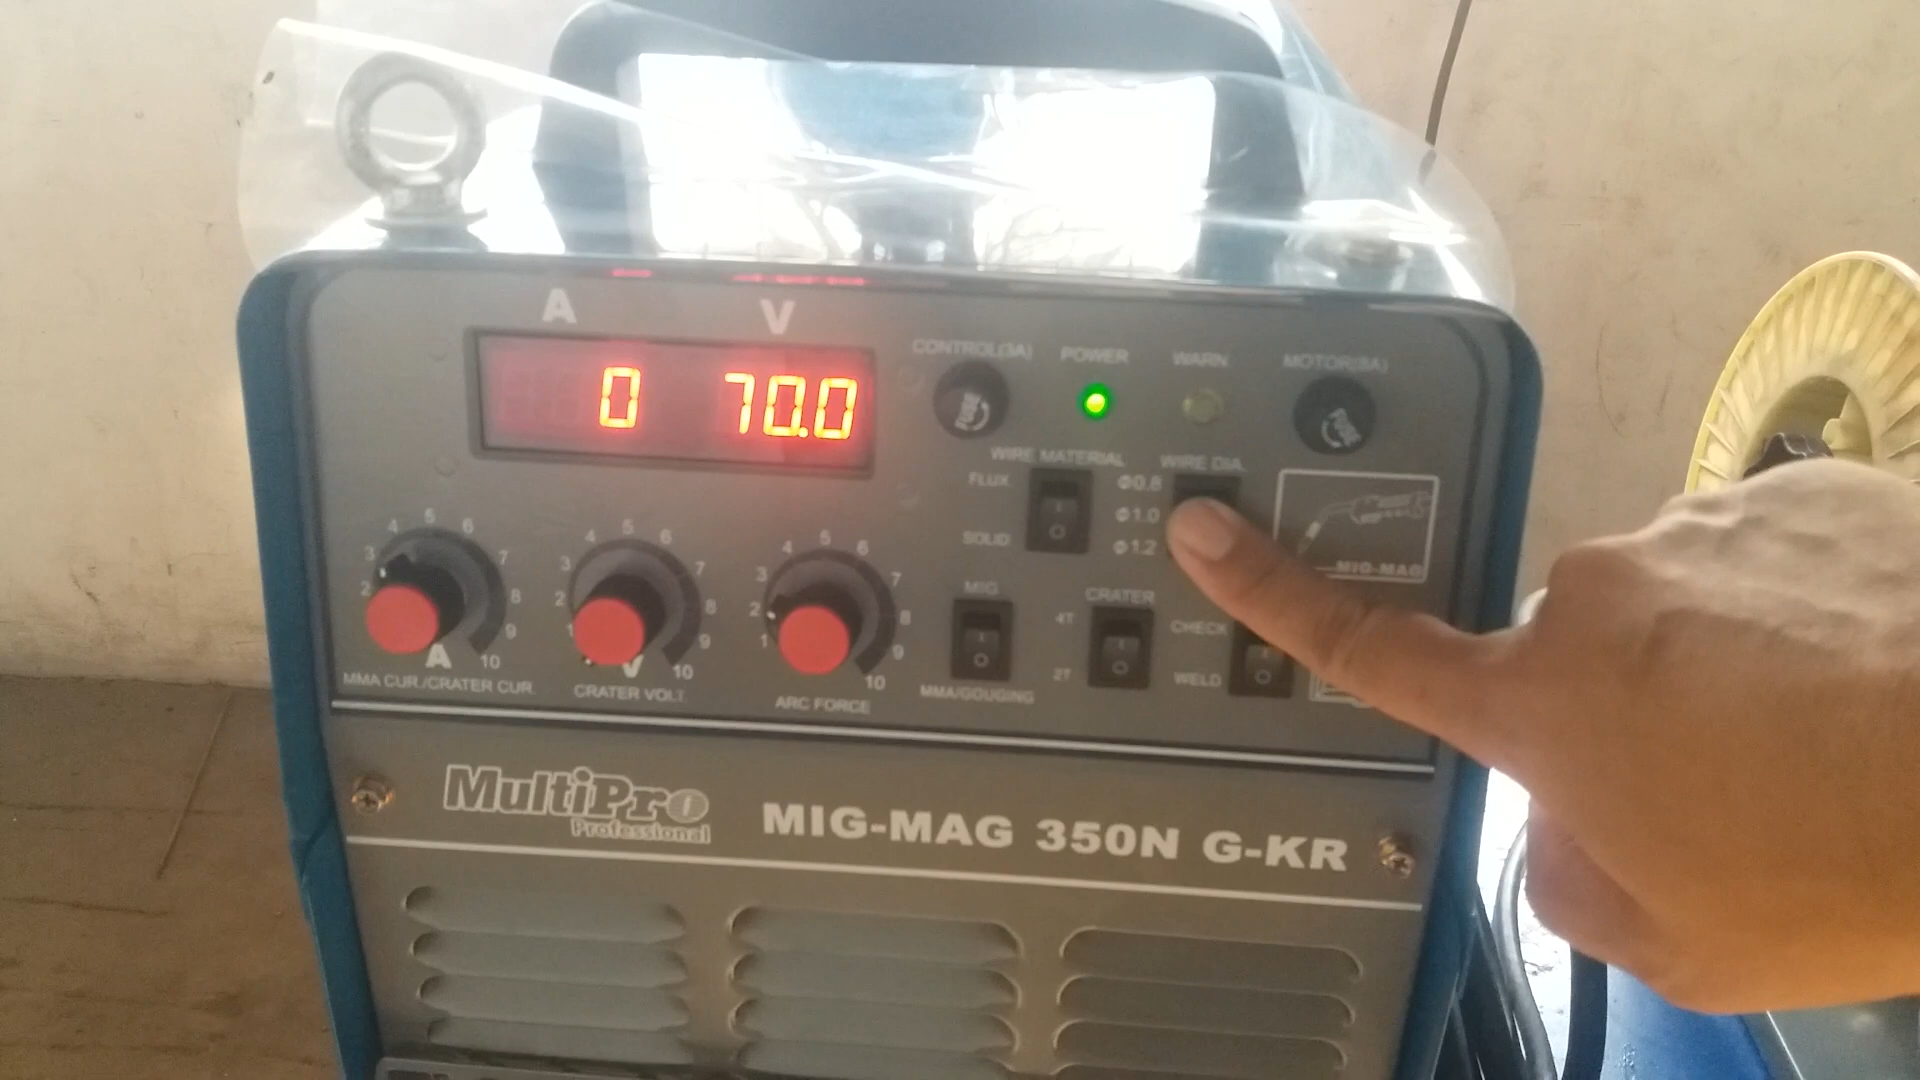 A V
0 70.0
CONTROL(3A) POWER WARN. MOTOR(8A)
FUSE FUSE
WIRE MATERIAL WIRE DIA.
FLUX
SOLID
Φ0.8
Φ1.0
Φ1.2
MIG-MAG
1 2 3 4 5 6 7 8 9 10
2 3 4 5 6 7 8 9 10
A
MMA CUR./CRATER CUR.
V
CRATER VOLT.
1 2 3 4 5 6 7 8 9 10
ARC FORCE
MIG
MMA/GOUGING
CRATER
4T
2T
CHECK
WELD
MultiPro
Professional
MIG-MAG 350N G-KR